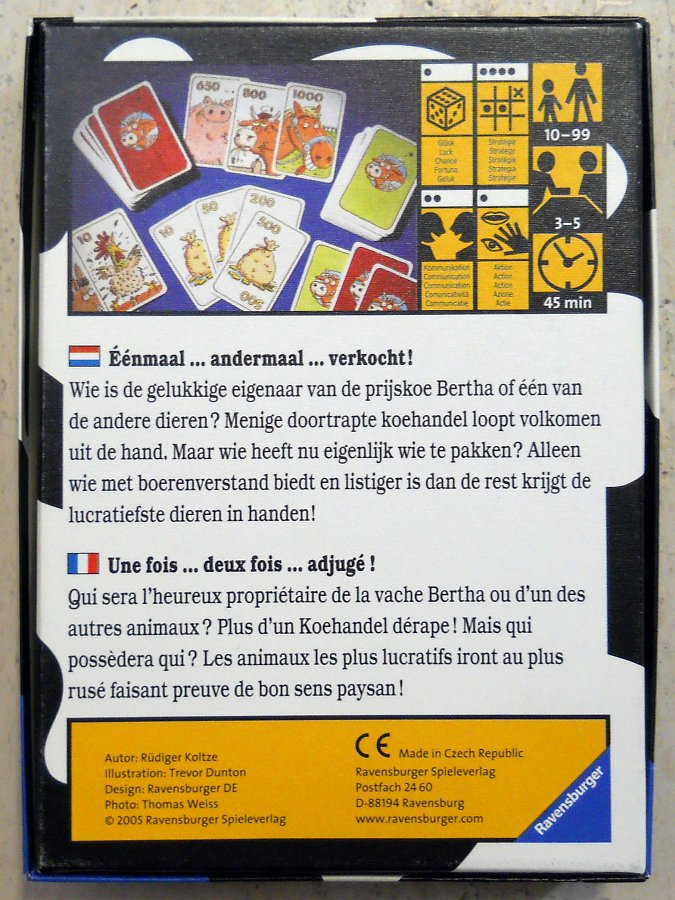 650
800
1000
10
10
50
200
500
500
50
Glück
Luck
Chance
Fortuna
Geluk
Strategie
Strategy
Stratégie
Strategia
Strategie
10–99
Kommunikation
Communication
Communication
Comunicatività
Communicatie
Aktion
Action
Action
Azione
Actie
3–5
45 min
Éénmaal ... andermaal ... verkocht!
Wie is de gelukkige eigenaar van de prijskoe Bertha of één van
de andere dieren? Menige doortrapte koehandel loopt volkomen
uit de hand. Maar wie heeft nu eigenlijk wie te pakken? Alleen
wie met boerenverstand biedt en listiger is dan de rest krijgt de
lucratiefste dieren in handen!
Une fois ... deux fois ... adjugé !
Qui sera l'heureux propriétaire de la vache Bertha ou d'un des
autres animaux ? Plus d'un Koehandel dérape ! Mais qui
possèdera qui ? Les animaux les plus lucratifs iront au plus
rusé faisant preuve de bon sens paysan !
Autor: Rüdiger Koltze
Illustration: Trevor Dunton
Design: Ravensburger DE
Photo: Thomas Weiss
© 2005 Ravensburger Spieleverlag
CE Made in Czech Republic
Ravensburger Spieleverlag
Postfach 24 60
D-88194 Ravensburg
www.ravensburger.com
Ravensburger